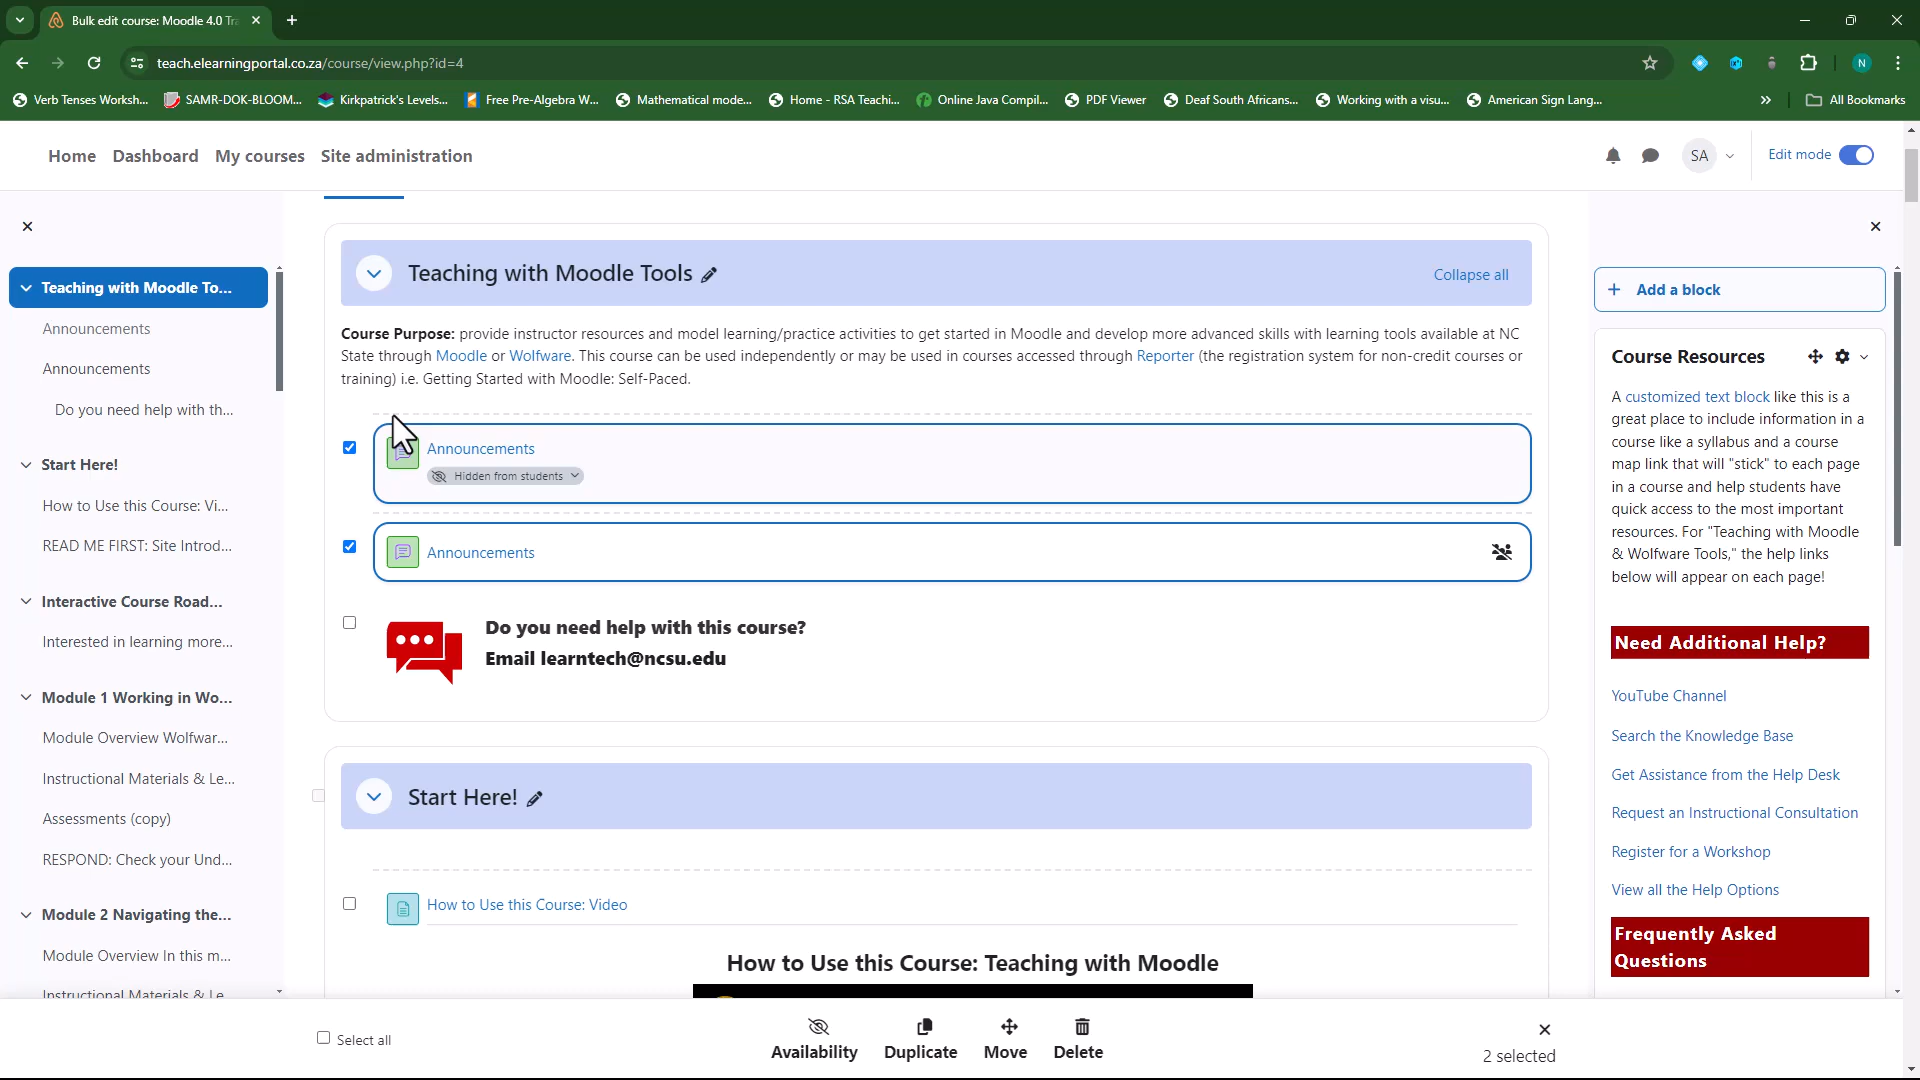 Bulk edit course: Moodle 4.0 Tr
teach.elearningportal.co.za/course/view.php?id=4
N
Verb Tenses Worksh...
SAMR-DOK-BLOOM...
Kirkpatrick's Levels...
Free Pre-Algebra W...
Mathematical mode...
Home - RSA Teachi...
Online Java Compil...
PDF Viewer
Deaf South Africans...
Working with a visu...
American Sign Lang...
All Bookmarks
Home
Dashboard
My courses
Site administration
SA
Edit mode
Teaching with Moodle To...
Announcements
Announcements
Do you need help with th...
Start Here!
How to Use this Course: Vi...
READ ME FIRST: Site Introd...
Interactive Course Road...
Interested in learning more...
Module 1 Working in Wo...
Module Overview Wolfwar...
Instructional Materials & Le...
Assessments (copy)
RESPOND: Check your Und...
Module 2 Navigating the...
Module Overview In this m...
Instructional Materials & Le
Teaching with Moodle Tools
Collapse all
Course Purpose: provide instructor resources and model learning/practice activities to get started in Moodle and develop more advanced skills with learning tools available at NC
State through Moodle or Wolfware. This course can be used independently or may be used in courses accessed through Reporter (the registration system for non-credit courses or
training) i.e. Getting Started with Moodle: Self-Paced.
Announcements
Hidden from students
Announcements
Do you need help with this course?
Email learntech@ncsu.edu
Start Here!
How to Use this Course: Video
How to Use this Course: Teaching with Moodle
Add a block
Course Resources
A customized text block like this is a
great place to include information in a
course like a syllabus and a course
map link that will "stick" to each page
in a course and help students have
quick access to the most important
resources. For "Teaching with Moodle
& Wolfware Tools," the help links
below will appear on each page!
Need Additional Help?
YouTube Channel
Search the Knowledge Base
Get Assistance from the Help Desk
Request an Instructional Consultation
Register for a Workshop
View all the Help Options
Frequently Asked
Questions
Select all
Availability
Duplicate
Move
Delete
2 selected